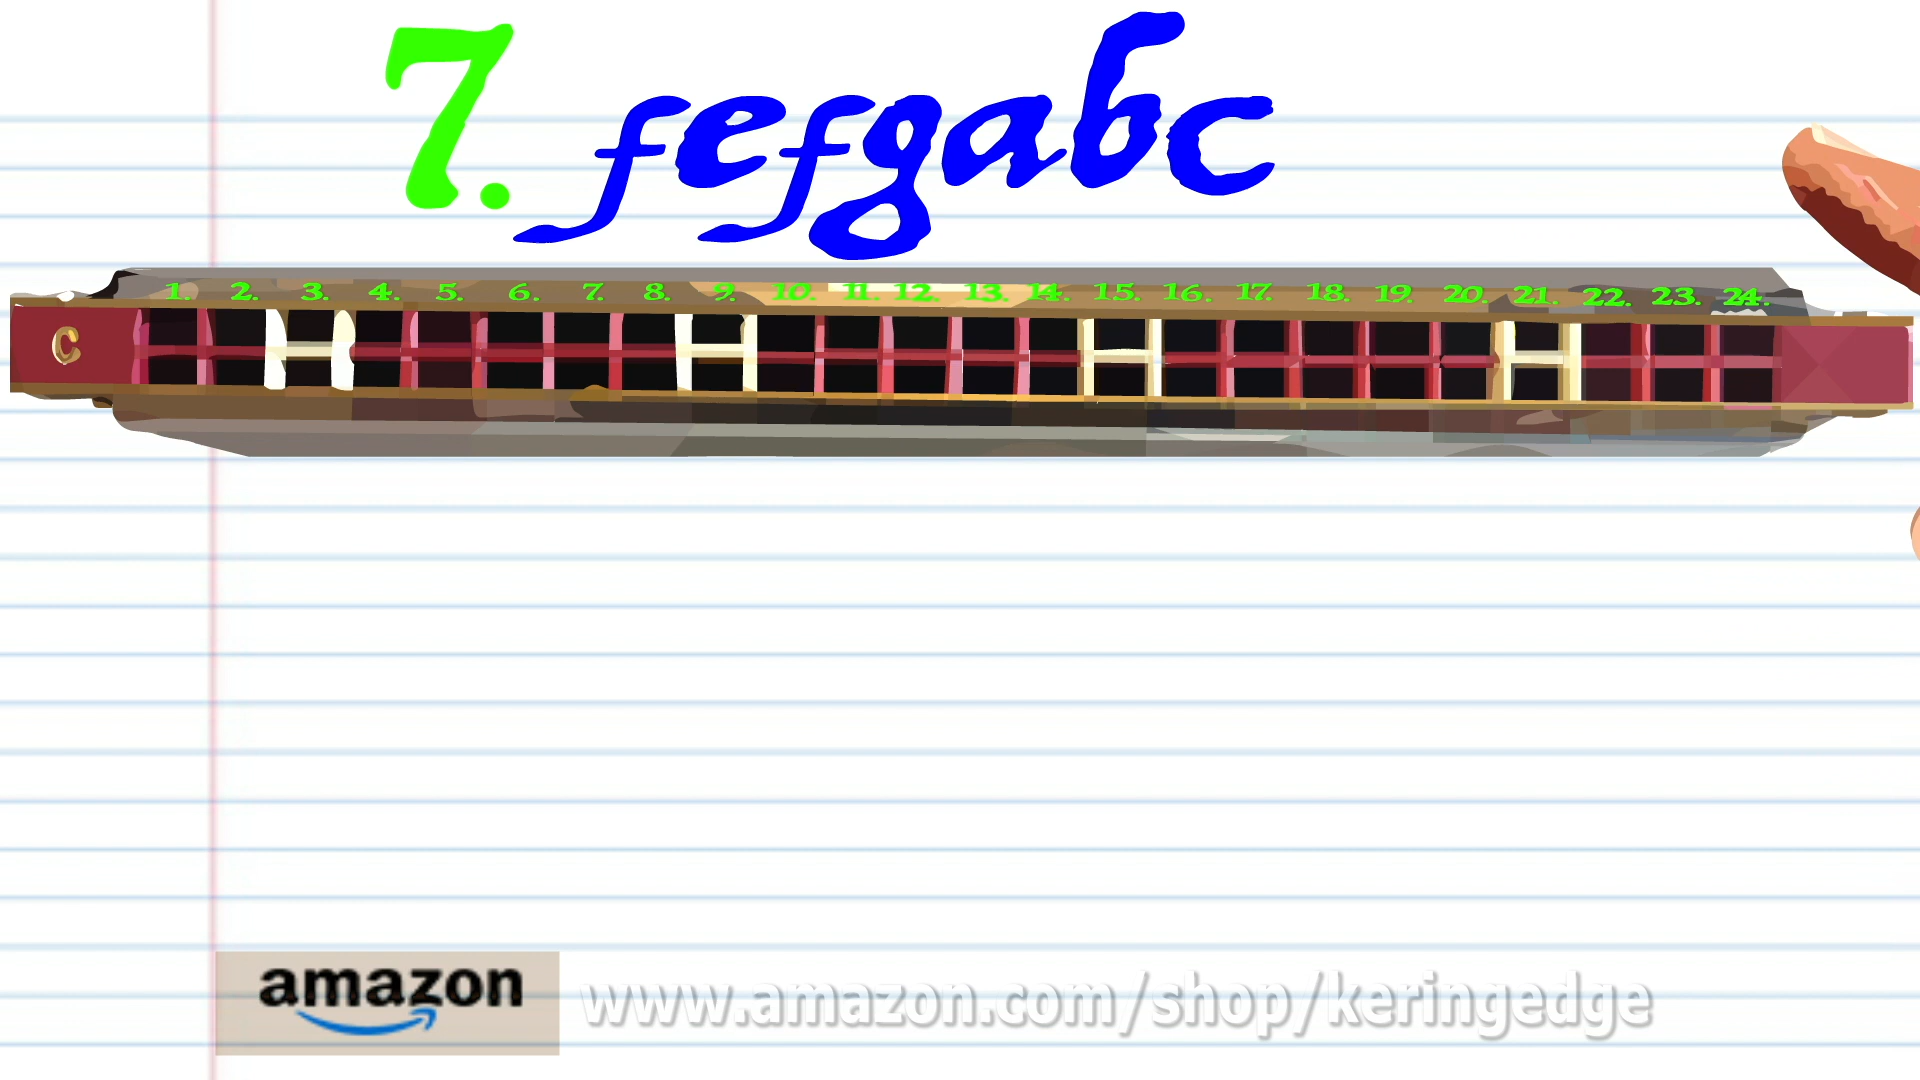 7. fefgabc
1. 2. 3. 4. 5. 6. 7. 8. 9. 10. 11. 12. 13. 14. 15. 16. 17. 18. 19. 20. 21. 22. 23. 24.
C
amazon www.amazon.com/shop/keringedge